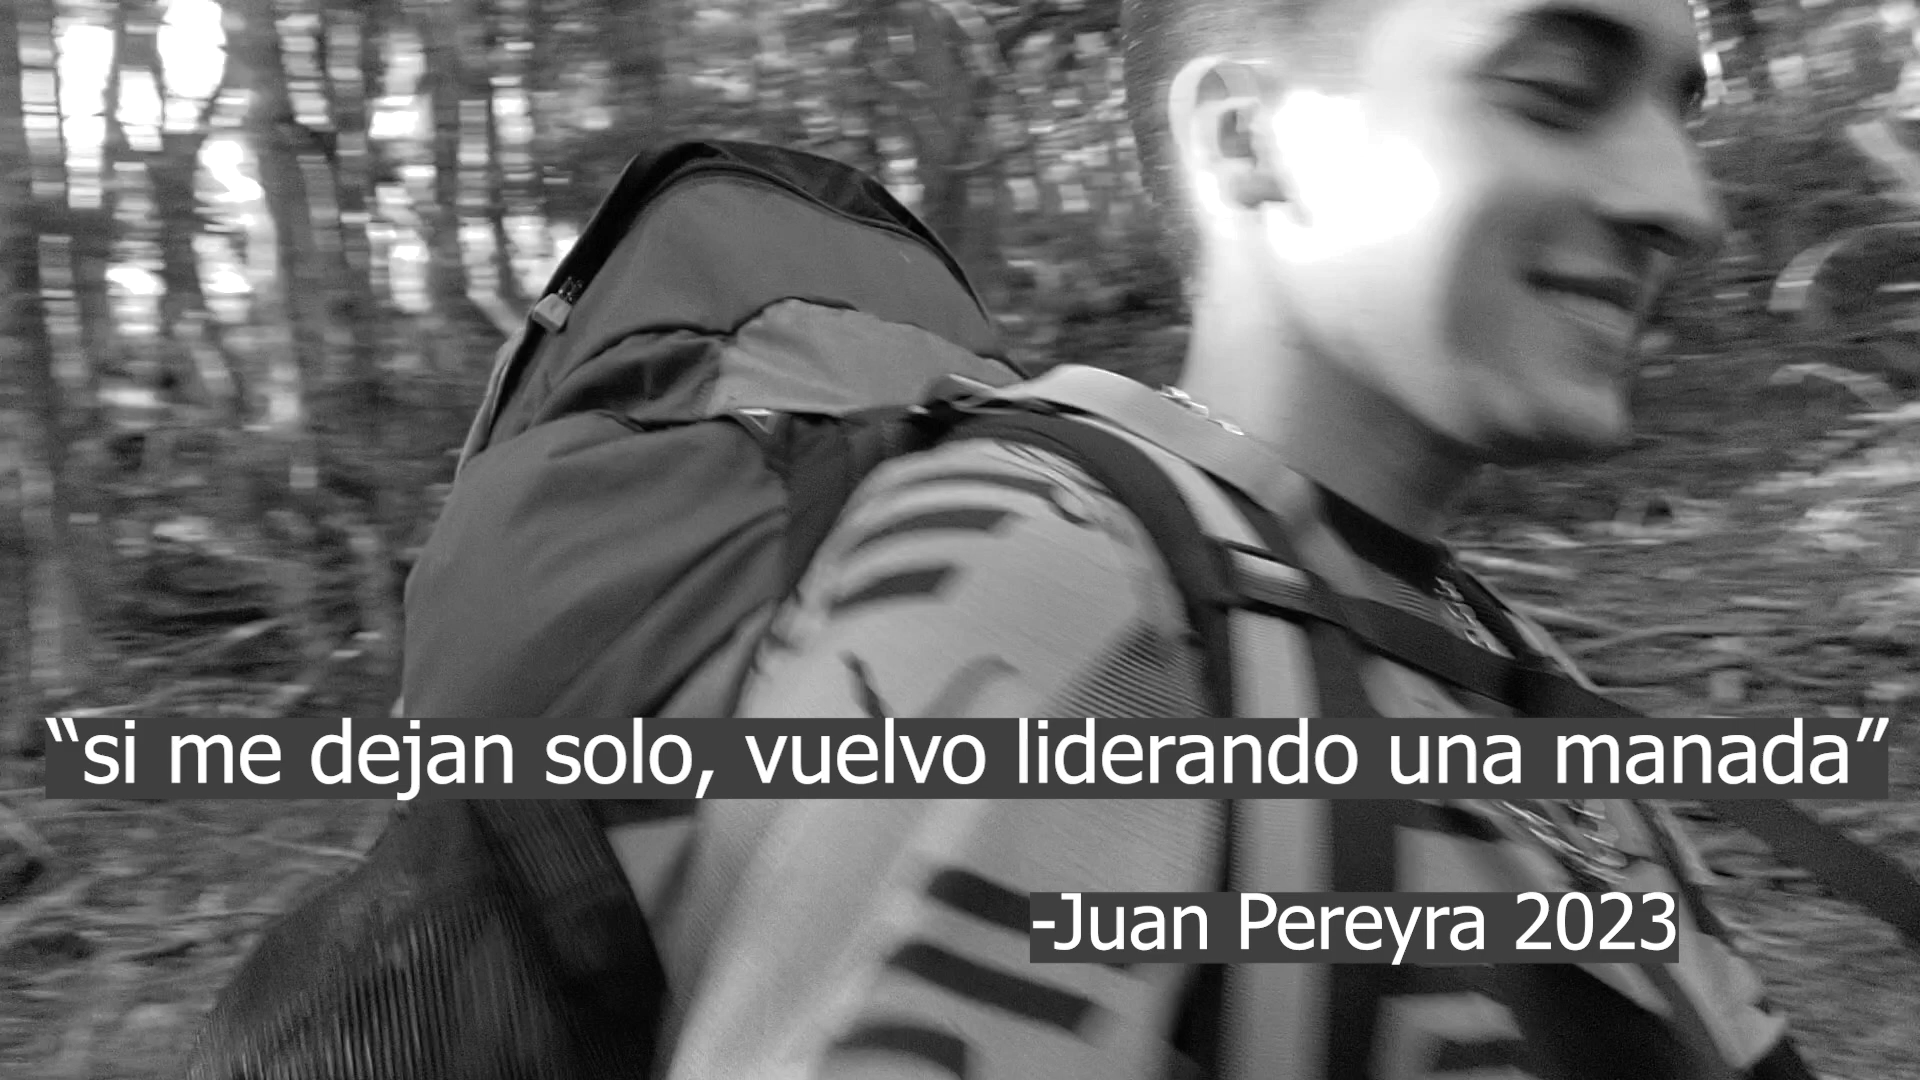 “si me dejan solo, vuelvo liderando una manada”
-Juan Pereyra 2023